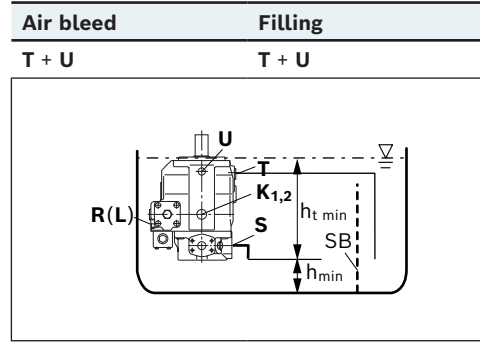 Air bleed Filling
T + U T + U
U
T
K1,2
R(L)
S
ht min
SB
hmin